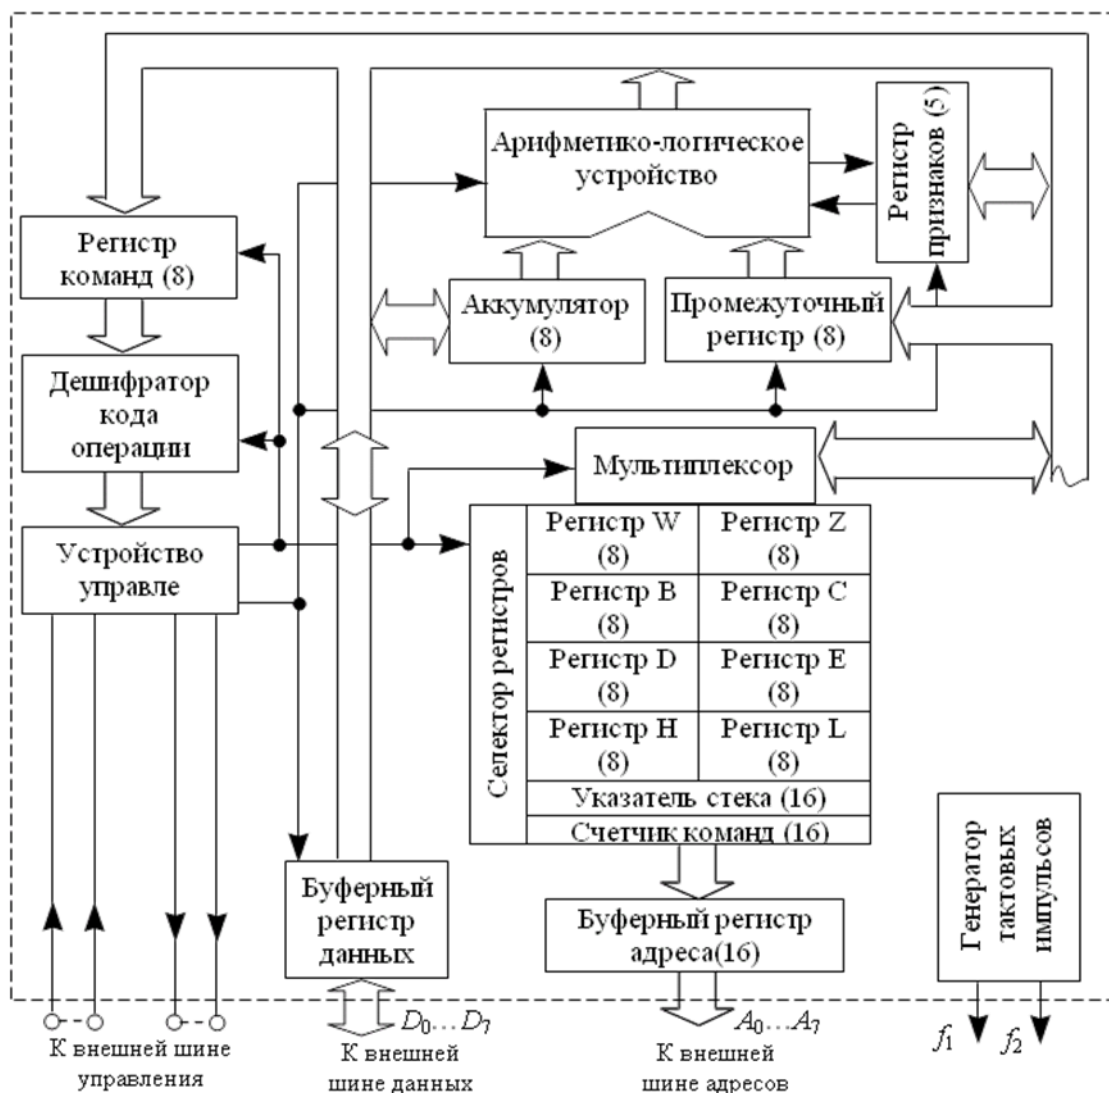 Арифметико-логическое
устройство
Регистр
признаков (5)
Регистр
команд (8)
Аккумулятор
(8)
Промежуточный
регистр (8)
Дешифратор
кода
операции
Мультиплексор
Устройство
управле
Селектор регистров
Регистр W
(8)
Регистр Z
(8)
Регистр B
(8)
Регистр C
(8)
Регистр D
(8)
Регистр E
(8)
Регистр H
(8)
Регистр L
(8)
Указатель стека (16)
Счетчик команд (16)
Буферный
регистр
данных
Буферный регистр
адреса(16)
Генератор
тактовых
импульсов
D0...D7
A0...A7
f1
f2
К внешней шине
управления
К внешней
шине данных
К внешней
шине адресов